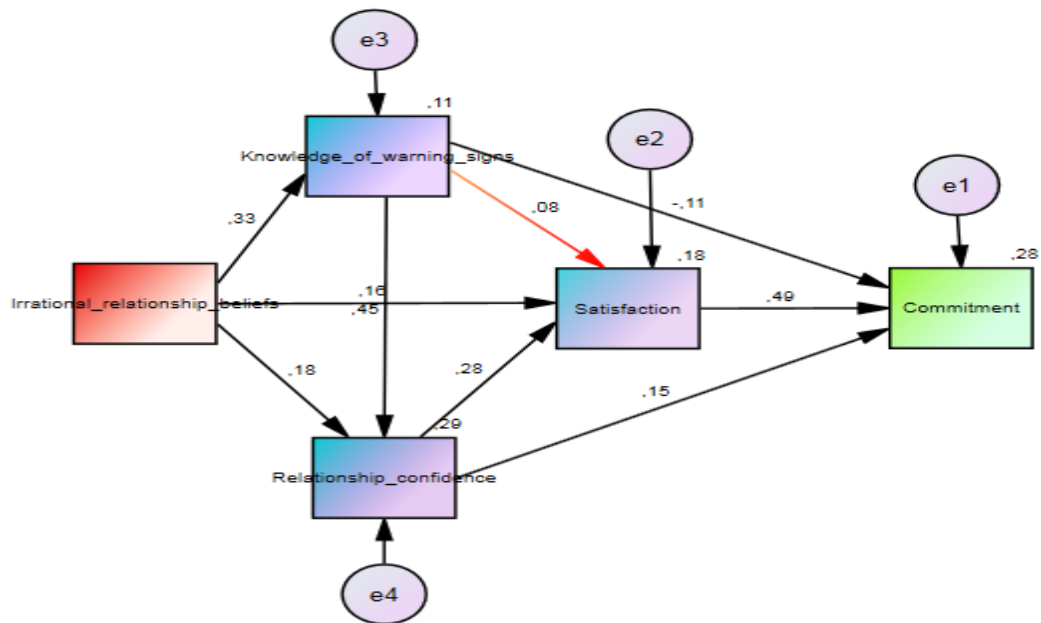 e3
,11
Knowledge_of_warning_signs
e2
e1
,33
,08
-,11
,18
,28
Irrational_relationship_beliefs
,16
,45
Satisfaction
,49
Commitment
,18
,28
,15
,29
Relationship_confidence
e4